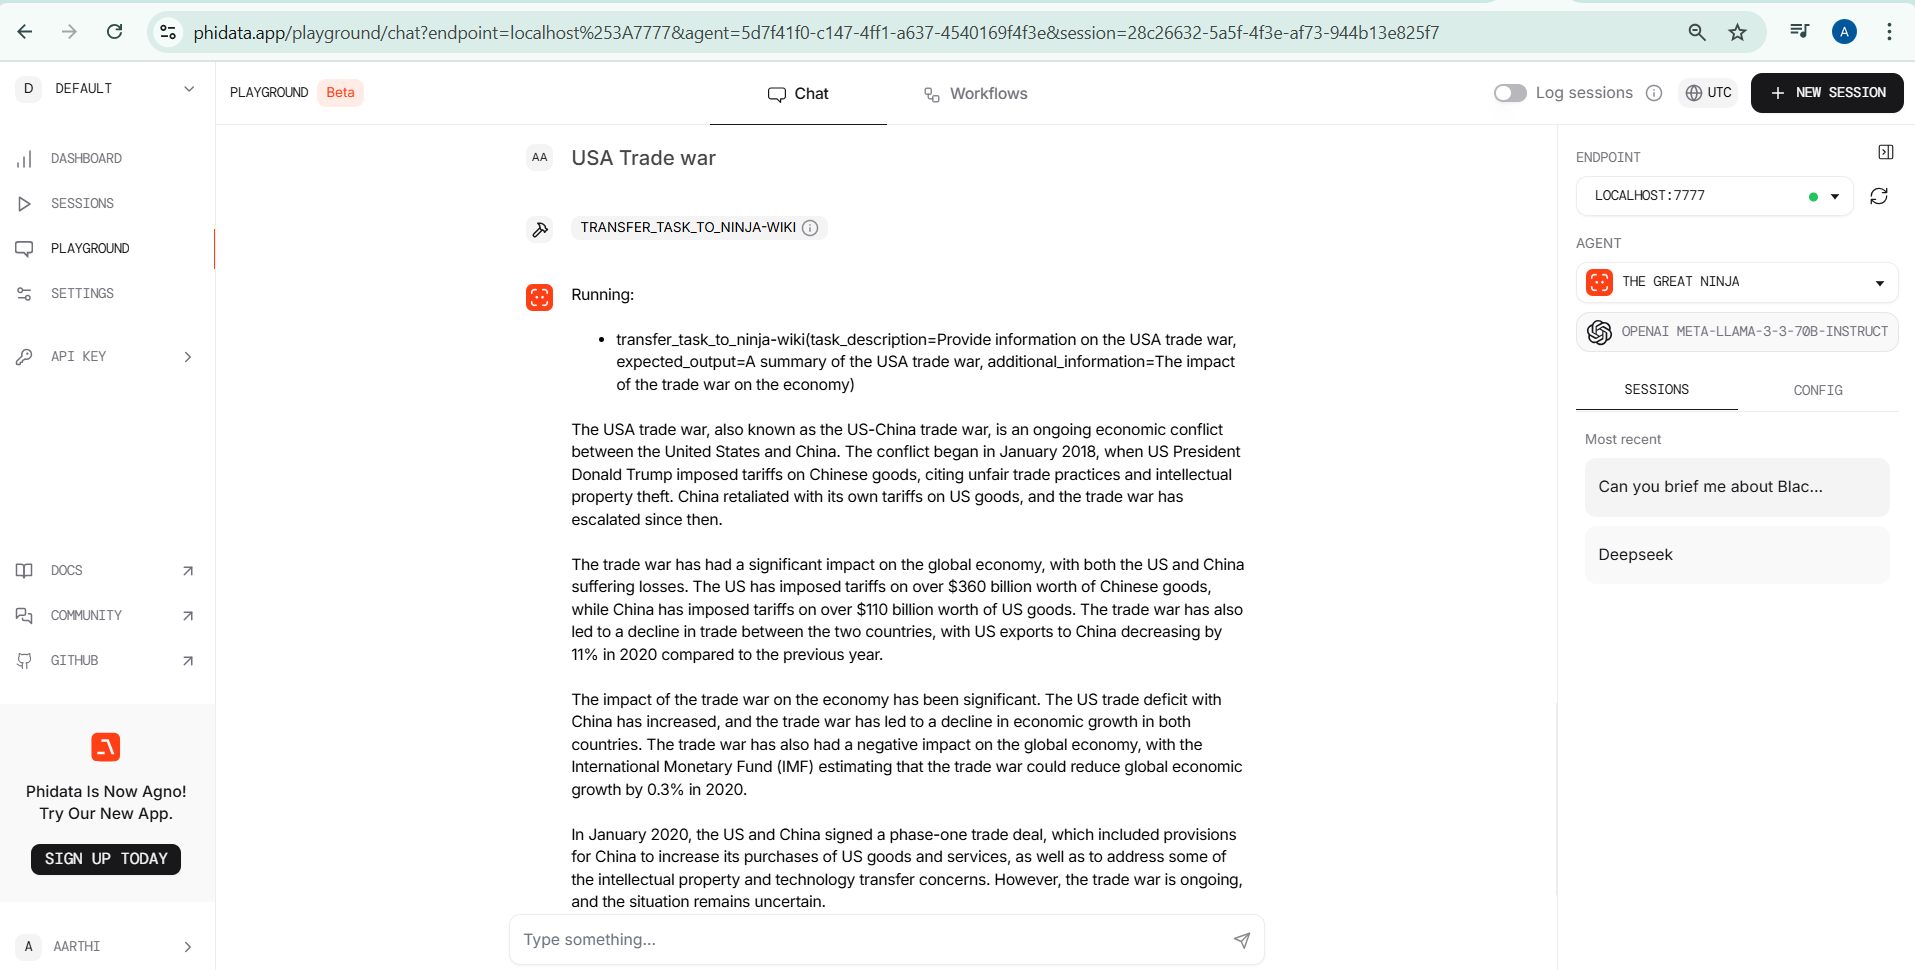 phidata.app/playground/chat?endpoint=localhost%253A7777&agent=5d7f41f0-c147-4ff1-a637-4540169f4f3e&session=28c26632-5a5f-4f3e-af73-944b13e825f7
A
D DEFAULT
DASHBOARD
SESSIONS
PLAYGROUND
SETTINGS
API KEY
DOCS
COMMUNITY
GITHUB
Phidata Is Now Agno!
Try Our New App.
SIGN UP TODAY
A AARTHI
PLAYGROUND Beta
Chat
Workflows
Log sessions
UTC
+ NEW SESSION
AA USA Trade war
TRANSFER_TASK_TO_NINJA-WIKI
Running:
• transfer_task_to_ninja-wiki(task_description=Provide information on the USA trade war,
expected_output=A summary of the USA trade war, additional_information=The impact
of the trade war on the economy)
The USA trade war, also known as the US-China trade war, is an ongoing economic conflict
between the United States and China. The conflict began in January 2018, when US President
Donald Trump imposed tariffs on Chinese goods, citing unfair trade practices and intellectual
property theft. China retaliated with its own tariffs on US goods, and the trade war has
escalated since then.
The trade war has had a significant impact on the global economy, with both the US and China
suffering losses. The US has imposed tariffs on over $360 billion worth of Chinese goods,
while China has imposed tariffs on over $110 billion worth of US goods. The trade war has also
led to a decline in trade between the two countries, with US exports to China decreasing by
11% in 2020 compared to the previous year.
The impact of the trade war on the economy has been significant. The US trade deficit with
China has increased, and the trade war has led to a decline in economic growth in both
countries. The trade war has also had a negative impact on the global economy, with the
International Monetary Fund (IMF) estimating that the trade war could reduce global economic
growth by 0.3% in 2020.
In January 2020, the US and China signed a phase-one trade deal, which included provisions
for China to increase its purchases of US goods and services, as well as to address some of
the intellectual property and technology transfer concerns. However, the trade war is ongoing,
and the situation remains uncertain.
Type something...
ENDPOINT
LOCALHOST:7777
AGENT
THE GREAT NINJA
OPENAI META-LLAMA-3-3-70B-INSTRUCT
SESSIONS
CONFIG
Most recent
Can you brief me about Blac...
Deepseek